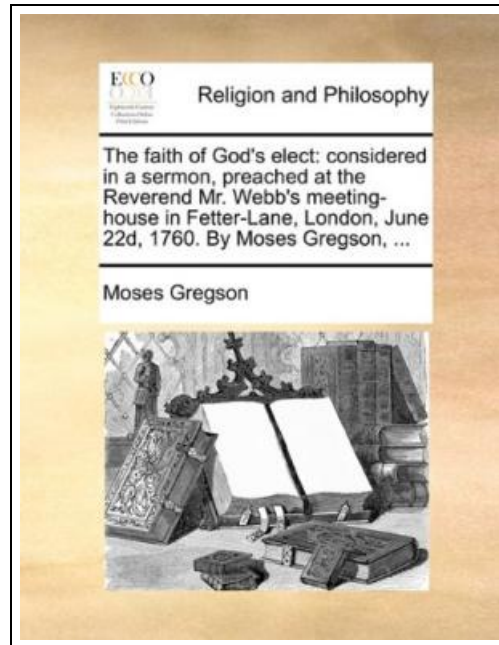 ECCO
Religion and Philosophy
The faith of God's elect: considered
in a sermon, preached at the
Reverend Mr. Webb's meeting-
house in Fetter-Lane, London, June
22d, 1760. By Moses Gregson, ...
Moses Gregson